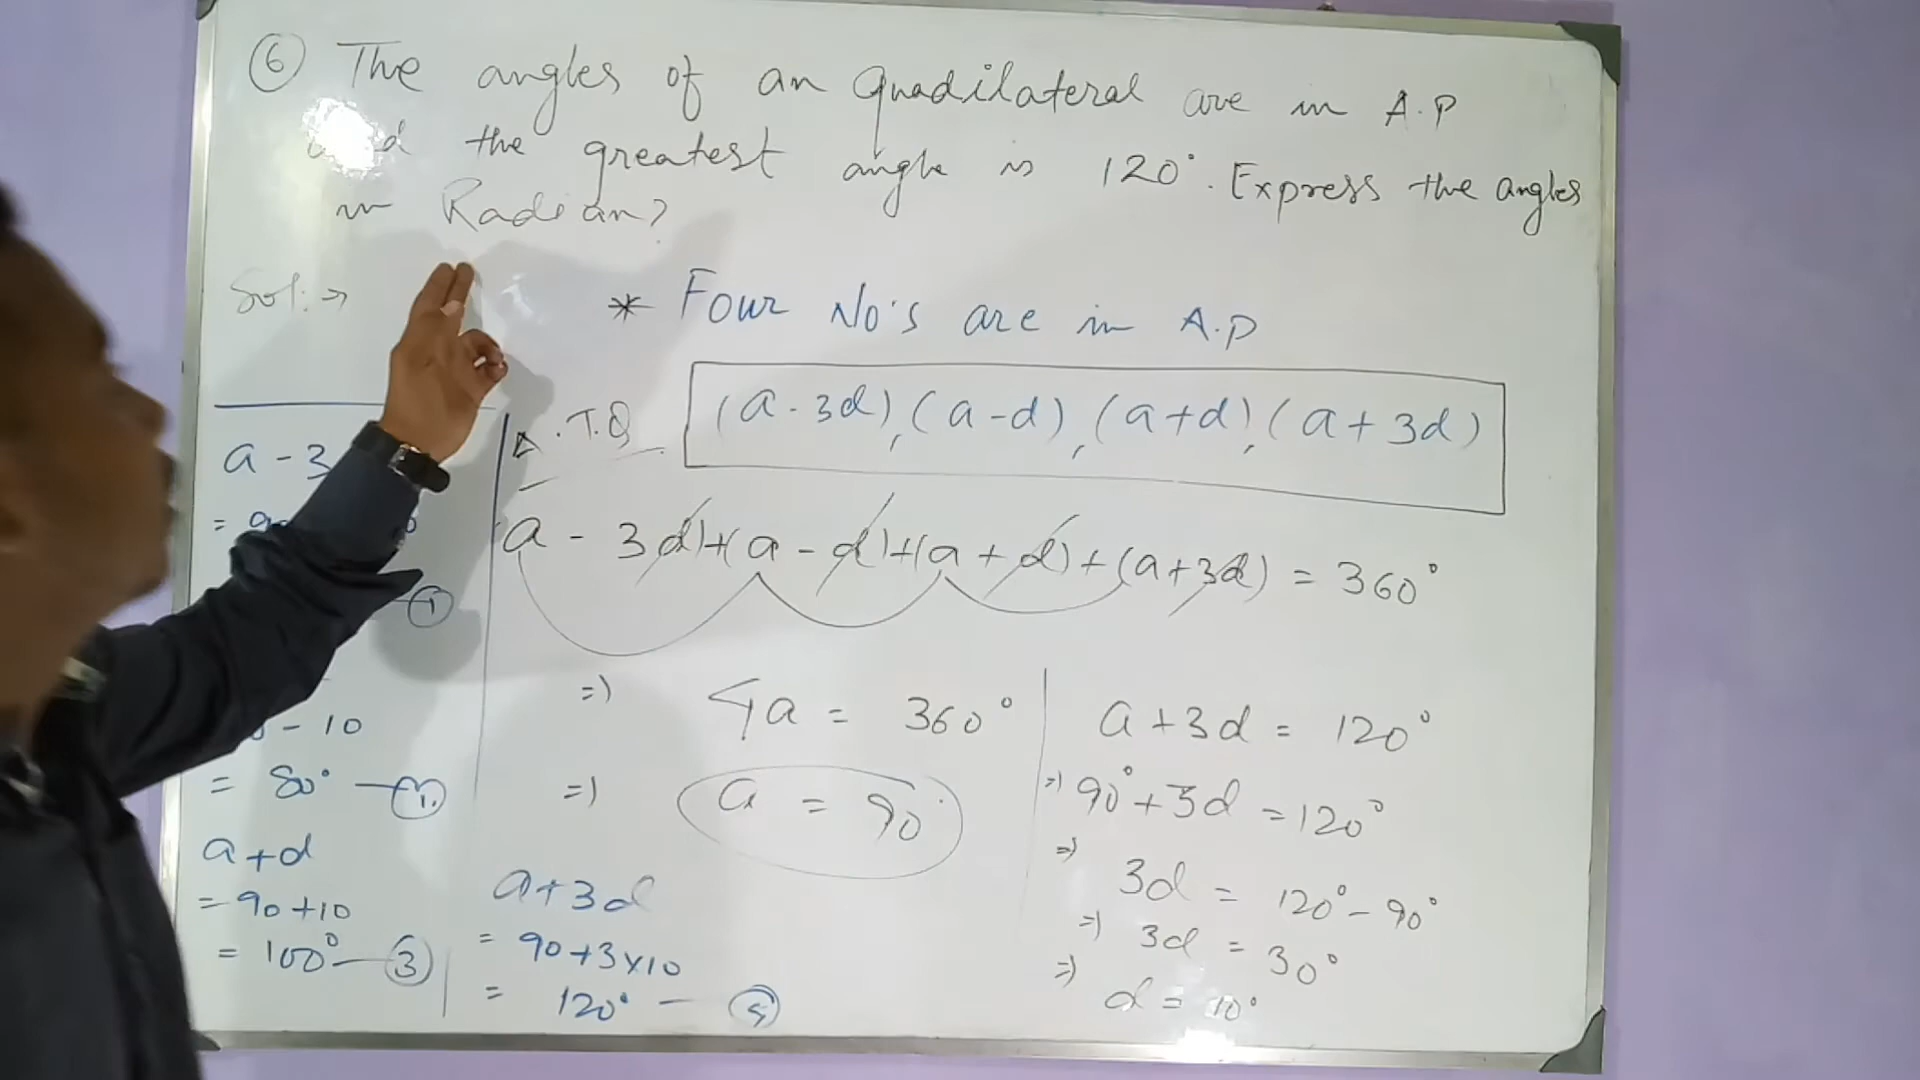 ⑥ The angles of an Quadilateral are in A.P
the greatest angle is 120°. Express the angles
in Radian?
Sol: →
* Four No's are in A.P
A.T.Q (a - 3d), (a - d), (a + d), (a + 3d)
a - 3d) + (a - d) + (a + d) + (a + 3d) = 360°
=) 4a = 360°
=) a = 90°
a + 3d = 120°
=) 90° + 3d = 120°
=) 3d = 120° - 90°
=) 3d = 30°
=) d = 10°
a - 3
①
- 10
= 80° —
a + d
= 90 + 10
= 100° — ③
a + 3d
= 90 + 3 x 10
= 120° —